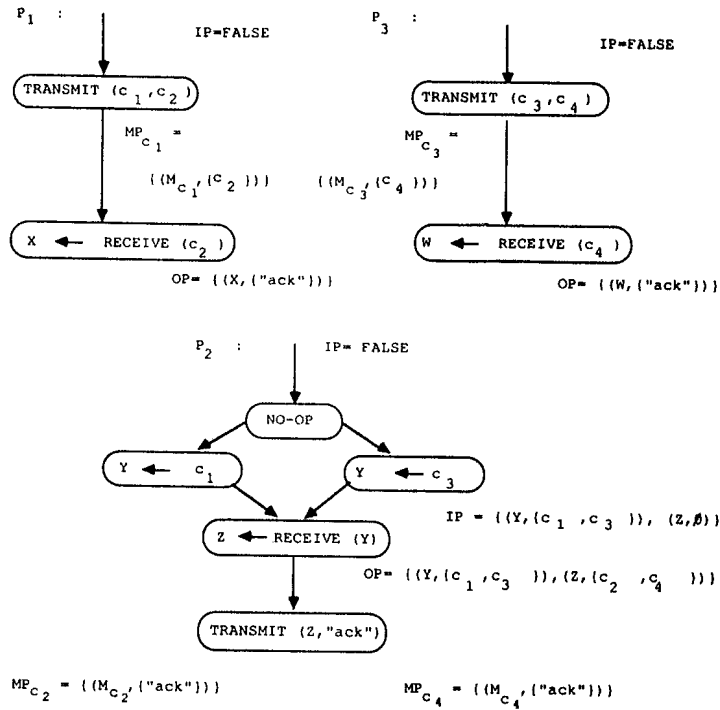 P1 :
IP=FALSE
TRANSMIT (c1,c2)
MPc1 =
{(Mc1,{c2})}
X ← RECEIVE (c2)
OP= {(X,{"ack"})}
P3 :
IP=FALSE
TRANSMIT (c3,c4)
MPc3 =
{(Mc3,{c4})}
W ← RECEIVE (c4)
OP= {(W,{"ack"})}
P2 :
IP= FALSE
NO-OP
Y ← c1
Y ← c3
Z ← RECEIVE (Y)
IP = {(Y,{c1 ,c3 }), (Z,∅)}
OP= {(Y,{c1 ,c3 }),(Z,{c2 ,c4 })}
TRANSMIT (Z,"ack")
MPc2 = {(Mc2,{"ack"})}
MPc4 = {(Mc4,{"ack"})}